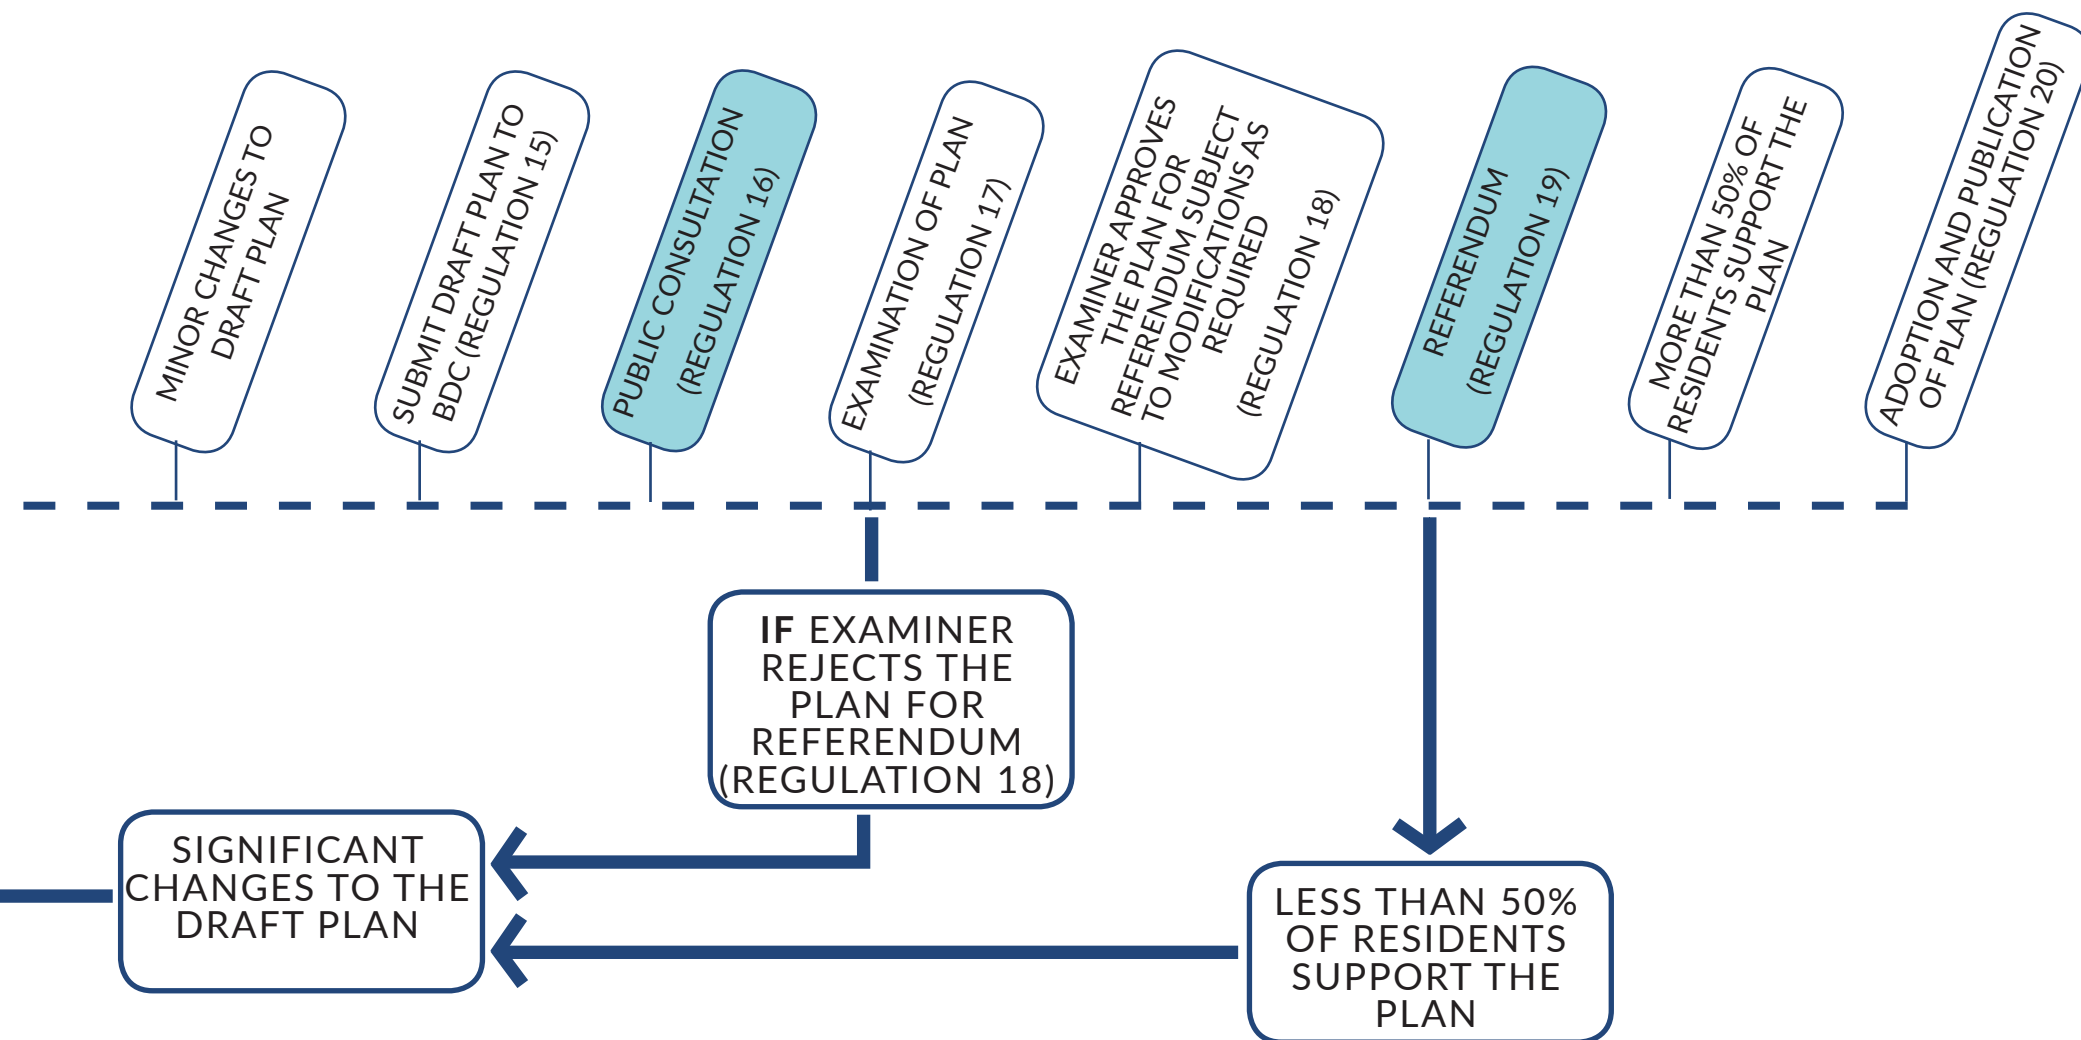 MINOR CHANGES TO
DRAFT PLAN
SUBMIT DRAFT PLAN TO
BDC (REGULATION 15)
PUBLIC CONSULTATION
(REGULATION 16)
EXAMINATION OF PLAN
(REGULATION 17)
EXAMINER APPROVES
THE PLAN FOR
REFERENDUM SUBJECT
TO MODIFICATIONS AS
REQUIRED
(REGULATION 18)
REFERENDUM
(REGULATION 19)
MORE THAN 50% OF
RESIDENTS SUPPORT THE
PLAN
ADOPTION AND PUBLICATION
OF PLAN (REGULATION 20)
IF EXAMINER
REJECTS THE
PLAN FOR
REFERENDUM
(REGULATION 18)
SIGNIFICANT
CHANGES TO THE
DRAFT PLAN
LESS THAN 50%
OF RESIDENTS
SUPPORT THE
PLAN